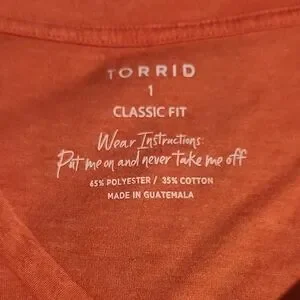 TORRID
1
CLASSIC FIT
Wear Instructions:
Put me on and never take me off
65% POLYESTER / 35% COTTON
MADE IN GUATEMALA